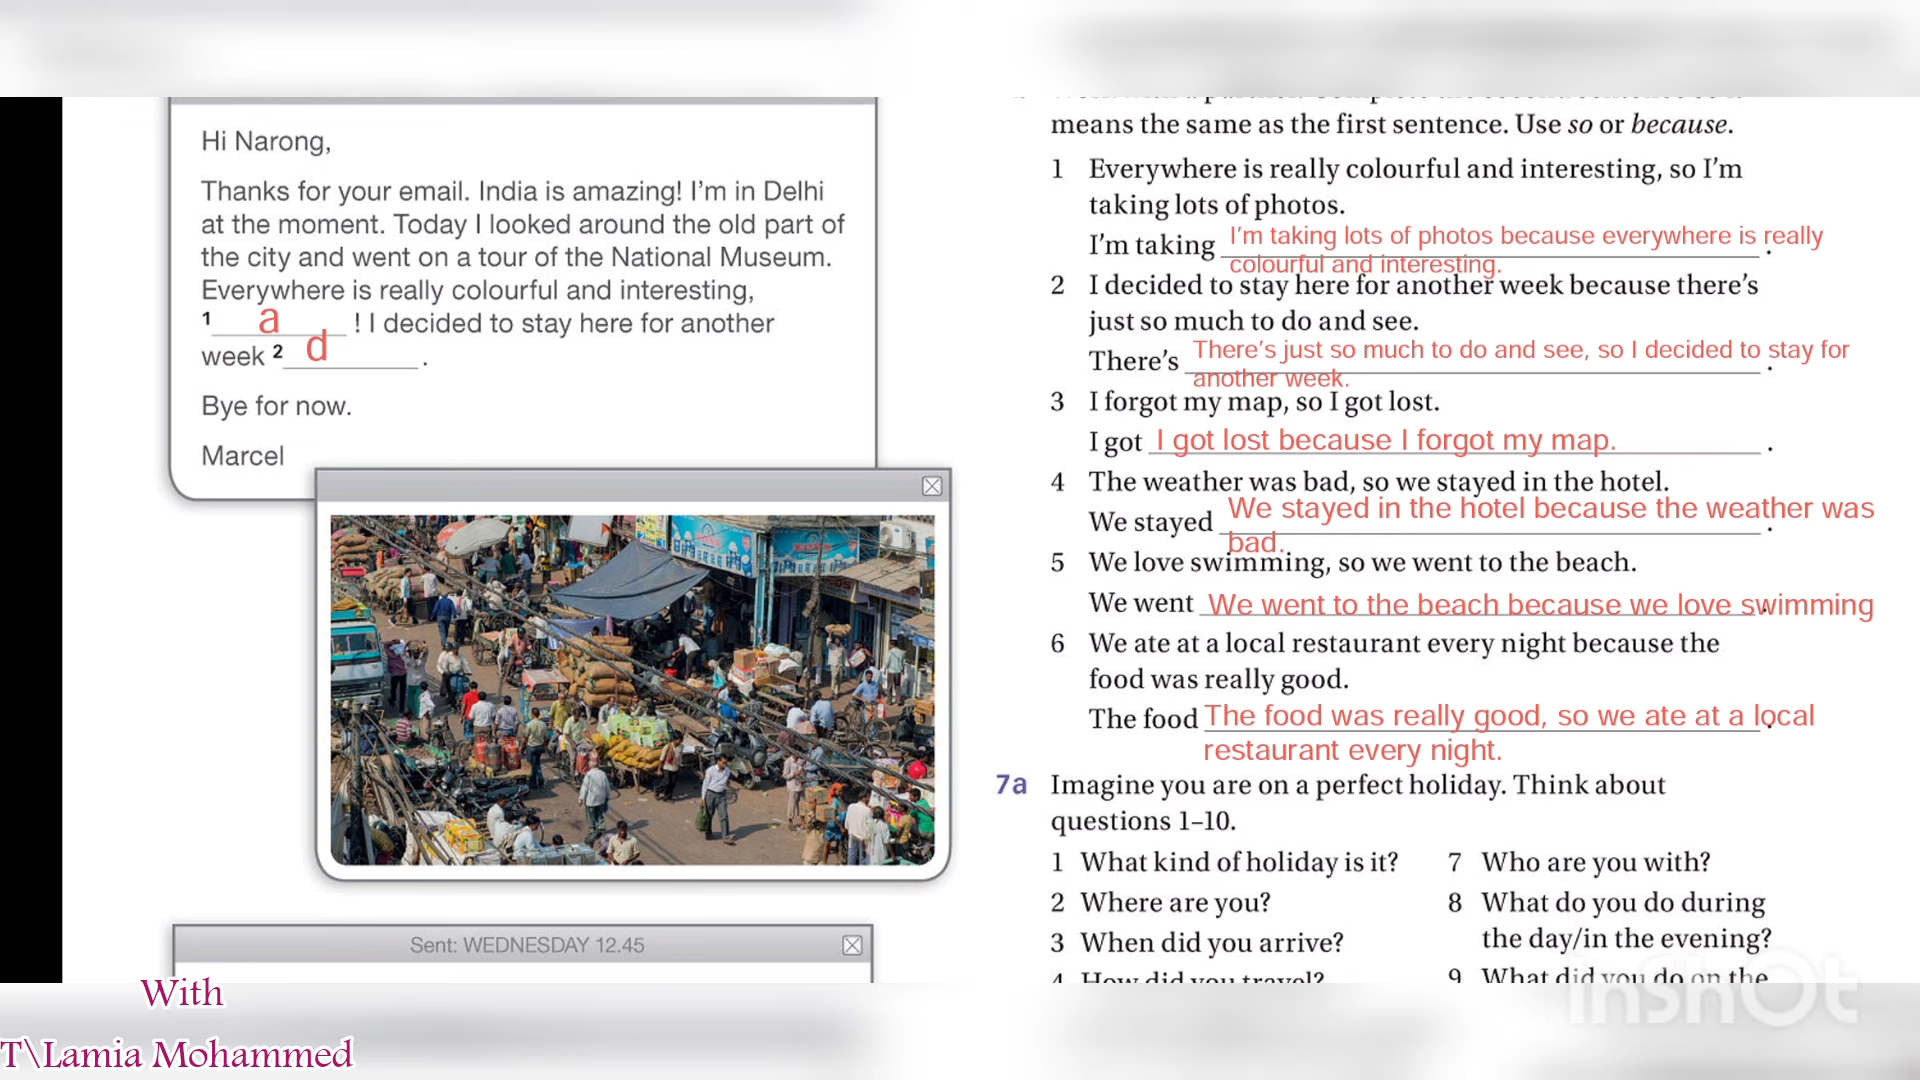 Hi Narong,
Thanks for your email. India is amazing! I'm in Delhi
at the moment. Today I looked around the old part of
the city and went on a tour of the National Museum.
Everywhere is really colourful and interesting,
1 a ! I decided to stay here for another
week 2 d .
Bye for now.
Marcel
Sent: WEDNESDAY 12.45
means the same as the first sentence. Use so or because.
1 Everywhere is really colourful and interesting, so I'm
taking lots of photos.
I'm taking I'm taking lots of photos because everywhere is really
colourful and interesting. .
2 I decided to stay here for another week because there's
just so much to do and see.
There's There's just so much to do and see, so I decided to stay for
another week. .
3 I forgot my map, so I got lost.
I got I got lost because I forgot my map. .
4 The weather was bad, so we stayed in the hotel.
We stayed We stayed in the hotel because the weather was
bad. .
5 We love swimming, so we went to the beach.
We went We went to the beach because we love swimming .
6 We ate at a local restaurant every night because the
food was really good.
The food The food was really good, so we ate at a local
restaurant every night. .
7a Imagine you are on a perfect holiday. Think about
questions 1–10.
1 What kind of holiday is it?
2 Where are you?
3 When did you arrive?
4 How did you travel?
7 Who are you with?
8 What do you do during
the day/in the evening?
9 What did you do on the
With
T\Lamia Mohammed
InShOt